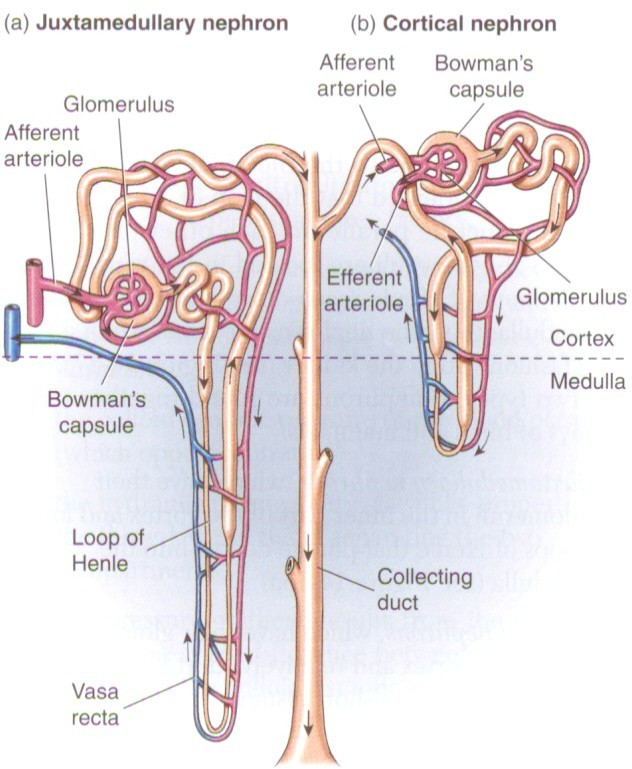 (a) Juxtamedullary nephron
(b) Cortical nephron
Afferent
arteriole
Bowman's
capsule
Glomerulus
Afferent
arteriole
Efferent
arteriole
Glomerulus
Cortex
Medulla
Bowman's
capsule
Loop of
Henle
Collecting
duct
Vasa
recta